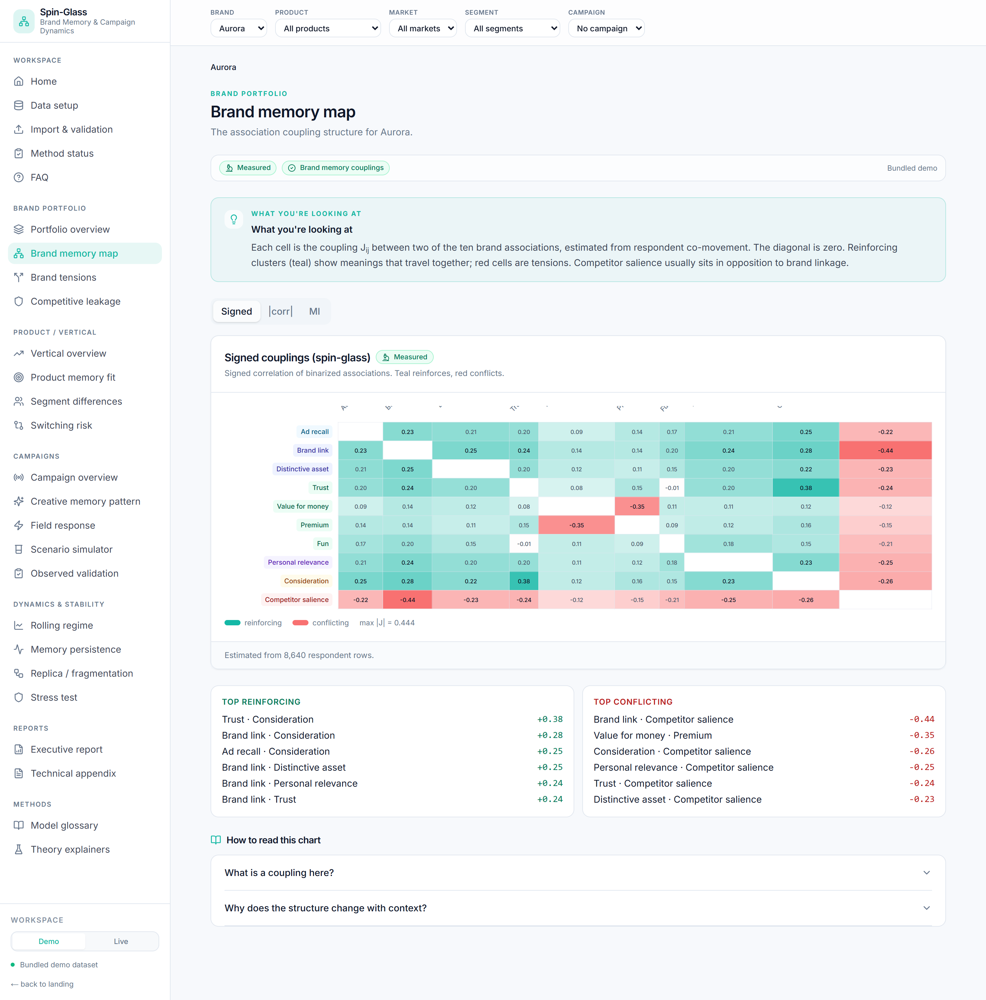 Spin-Glass
Brand Memory & Campaign
Dynamics
WORKSPACE
Home
Data setup
Import & validation
Method status
FAQ
BRAND PORTFOLIO
Portfolio overview
Brand memory map
Brand tensions
Competitive leakage
PRODUCT / VERTICAL
Vertical overview
Product memory fit
Segment differences
Switching risk
CAMPAIGNS
Campaign overview
Creative memory pattern
Field response
Scenario simulator
Observed validation
DYNAMICS & STABILITY
Rolling regime
Memory persistence
Replica / fragmentation
Stress test
REPORTS
Executive report
Technical appendix
METHODS
Model glossary
Theory explainers
WORKSPACE
Demo Live
Bundled demo dataset
← back to landing
BRAND PRODUCT MARKET SEGMENT CAMPAIGN
Aurora All products All markets All segments No campaign
Aurora
BRAND PORTFOLIO
Brand memory map
The association coupling structure for Aurora.
Measured Brand memory couplings Bundled demo
WHAT YOU'RE LOOKING AT
What you're looking at
Each cell is the coupling Jij between two of the ten brand associations, estimated from respondent co-movement. The diagonal is zero. Reinforcing
clusters (teal) show meanings that travel together; red cells are tensions. Competitor salience usually sits in opposition to brand linkage.
Signed |corr| MI
Signed couplings (spin-glass) Measured
Signed correlation of binarized associations. Teal reinforces, red conflicts.
Ad recall 0.23 0.21 0.20 0.09 0.14 0.17 0.21 0.25 -0.22
Brand link 0.23 0.25 0.24 0.14 0.14 0.20 0.24 0.28 -0.44
Distinctive asset 0.21 0.25 0.20 0.12 0.11 0.15 0.20 0.22 -0.23
Trust 0.20 0.24 0.20 0.08 0.15 -0.01 0.20 0.38 -0.24
Value for money 0.09 0.14 0.12 0.08 -0.35 0.11 0.11 0.12 -0.12
Premium 0.14 0.14 0.11 0.15 -0.35 0.09 0.12 0.16 -0.15
Fun 0.17 0.20 0.15 -0.01 0.11 0.09 0.18 0.15 -0.21
Personal relevance 0.21 0.24 0.20 0.20 0.11 0.12 0.18 0.23 -0.25
Consideration 0.25 0.28 0.22 0.38 0.12 0.16 0.15 0.23 -0.26
Competitor salience -0.22 -0.44 -0.23 -0.24 -0.12 -0.15 -0.21 -0.25 -0.26
reinforcing conflicting max |J| = 0.444
Estimated from 8,640 respondent rows.
TOP REINFORCING
Trust · Consideration +0.38
Brand link · Consideration +0.28
Ad recall · Consideration +0.25
Brand link · Distinctive asset +0.25
Brand link · Personal relevance +0.24
Brand link · Trust +0.24
TOP CONFLICTING
Brand link · Competitor salience -0.44
Value for money · Premium -0.35
Consideration · Competitor salience -0.26
Personal relevance · Competitor salience -0.25
Trust · Competitor salience -0.24
Distinctive asset · Competitor salience -0.23
How to read this chart
What is a coupling here?
Why does the structure change with context?